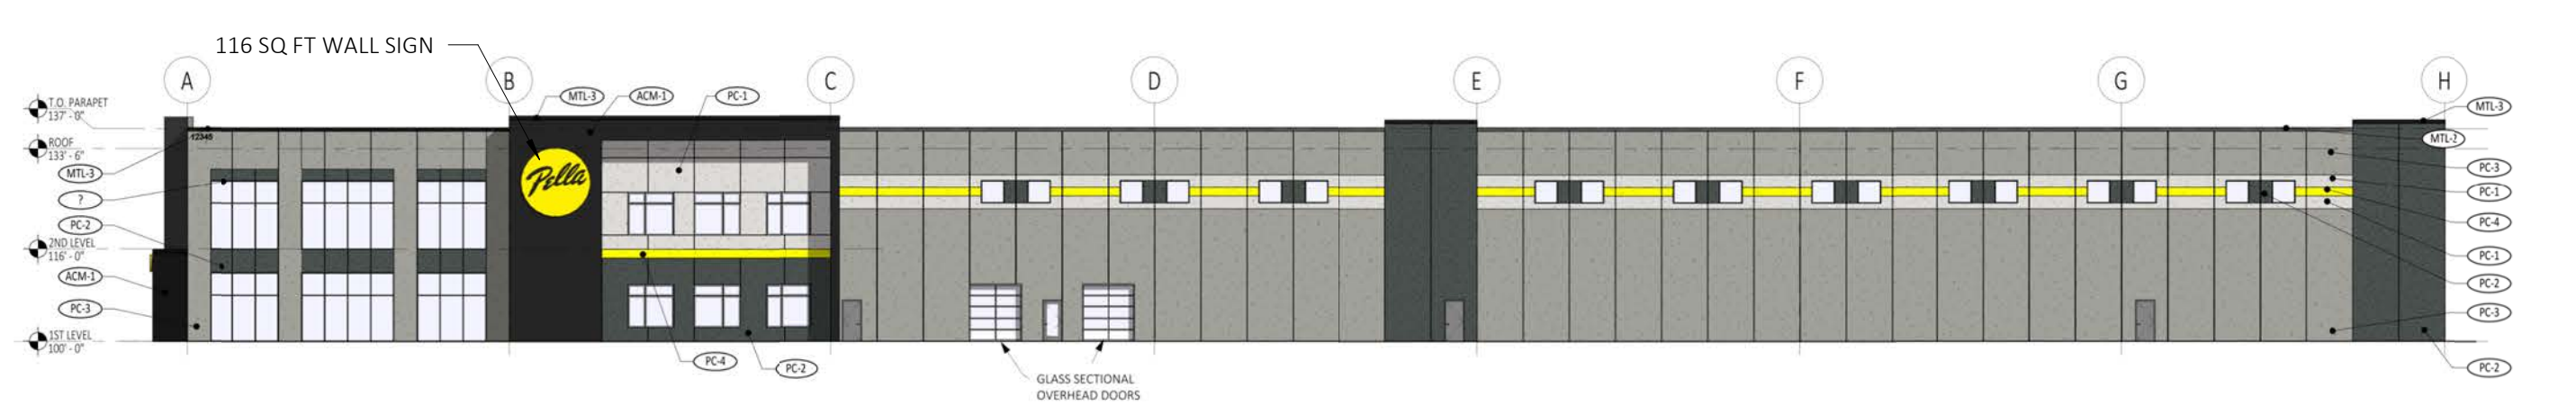 116 SQ FT WALL SIGN
A
B
C
D
E
F
G
H
T.O. PARAPET
137' - 0"
MTL-3
ACM-1
PC-1
MTL-3
12345
ROOF
133' - 6"
MTL-2
MTL-3
PC-3
?
Pella
PC-1
PC-2
PC-4
2ND LEVEL
116' - 0"
PC-1
ACM-1
PC-2
PC-3
PC-3
1ST LEVEL
100' - 0"
PC-4
PC-2
PC-2
GLASS SECTIONAL
OVERHEAD DOORS